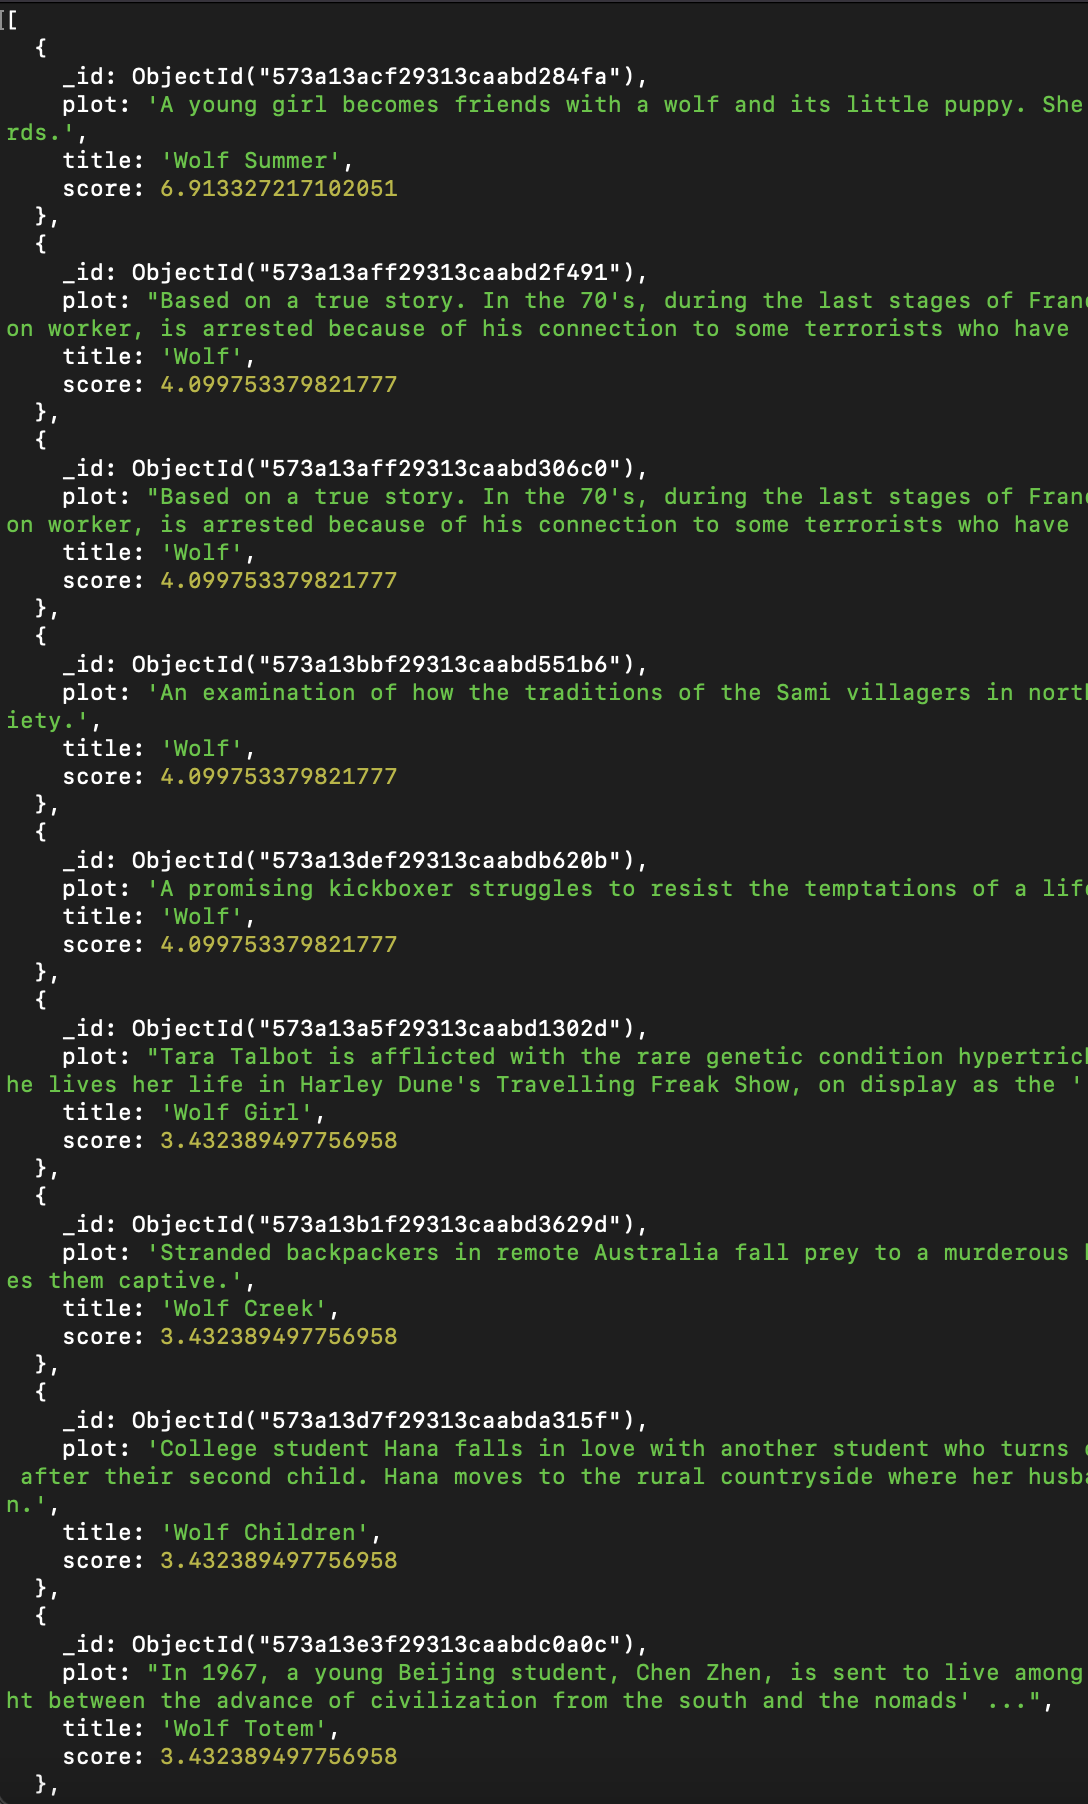 [
  {
    _id: ObjectId("573a13acf29313caabd284fa"),
    plot: 'A young girl becomes friends with a wolf and its little puppy. She
rds.',
    title: 'Wolf Summer',
    score: 6.913327217102051
  },
  {
    _id: ObjectId("573a13aff29313caabd2f491"),
    plot: "Based on a true story. In the 70's, during the last stages of Fran
on worker, is arrested because of his connection to some terrorists who have
    title: 'Wolf',
    score: 4.099753379821777
  },
  {
    _id: ObjectId("573a13aff29313caabd306c0"),
    plot: "Based on a true story. In the 70's, during the last stages of Fran
on worker, is arrested because of his connection to some terrorists who have
    title: 'Wolf',
    score: 4.099753379821777
  },
  {
    _id: ObjectId("573a13bbf29313caabd551b6"),
    plot: 'An examination of how the traditions of the Sami villagers in nort
iety.',
    title: 'Wolf',
    score: 4.099753379821777
  },
  {
    _id: ObjectId("573a13def29313caabdb620b"),
    plot: 'A promising kickboxer struggles to resist the temptations of a lif
    title: 'Wolf',
    score: 4.099753379821777
  },
  {
    _id: ObjectId("573a13a5f29313caabd1302d"),
    plot: "Tara Talbot is afflicted with the rare genetic condition hypertric
he lives her life in Harley Dune's Travelling Freak Show, on display as the '
    title: 'Wolf Girl',
    score: 3.432389497756958
  },
  {
    _id: ObjectId("573a13b1f29313caabd3629d"),
    plot: 'Stranded backpackers in remote Australia fall prey to a murderous
es them captive.',
    title: 'Wolf Creek',
    score: 3.432389497756958
  },
  {
    _id: ObjectId("573a13d7f29313caabda315f"),
    plot: 'College student Hana falls in love with another student who turns
 after their second child. Hana moves to the rural countryside where her husb
n.',
    title: 'Wolf Children',
    score: 3.432389497756958
  },
  {
    _id: ObjectId("573a13e3f29313caabdc0a0c"),
    plot: "In 1967, a young Beijing student, Chen Zhen, is sent to live among
ht between the advance of civilization from the south and the nomads' ...",
    title: 'Wolf Totem',
    score: 3.432389497756958
  },